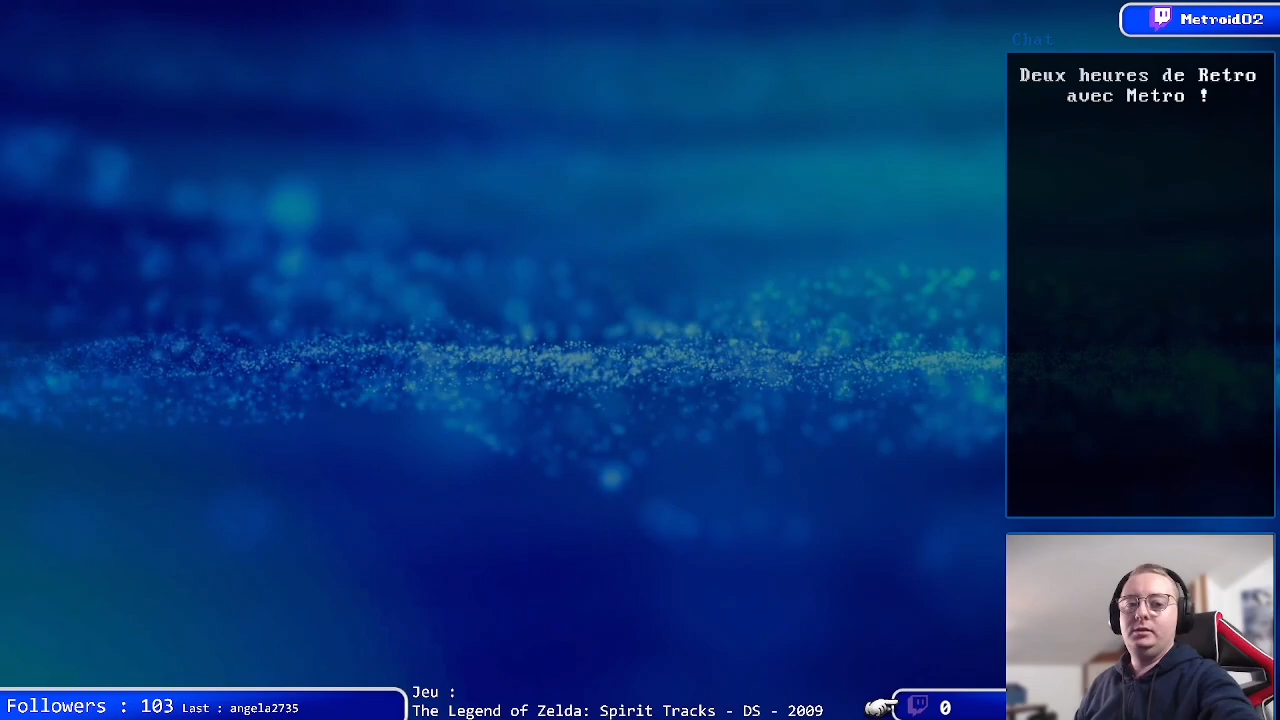 MetroidO2
Chat
Deux heures de Retro
avec Metro !
Followers : 103 Last : angela2735
Jeu :
The Legend of Zelda: Spirit Tracks - DS - 2009
0